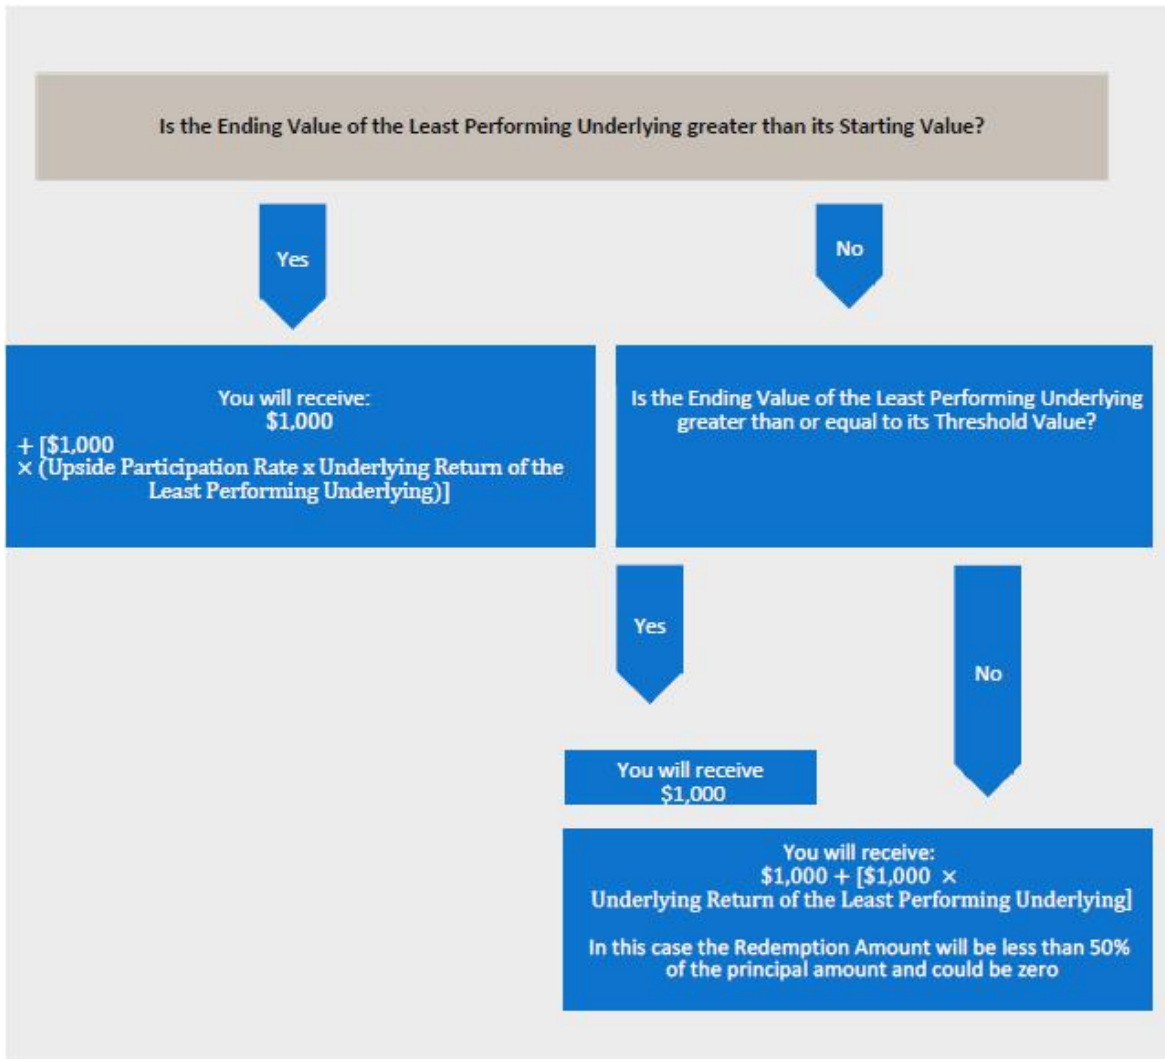 Is the Ending Value of the Least Performing Underlying greater than its Starting Value?
Yes
No
You will receive:
$1,000
+ [$1,000
× (Upside Participation Rate x Underlying Return of the
Least Performing Underlying)]
Is the Ending Value of the Least Performing Underlying
greater than or equal to its Threshold Value?
Yes
No
You will receive
$1,000
You will receive:
$1,000 + [$1,000 ×
Underlying Return of the Least Performing Underlying]
In this case the Redemption Amount will be less than 50%
of the principal amount and could be zero